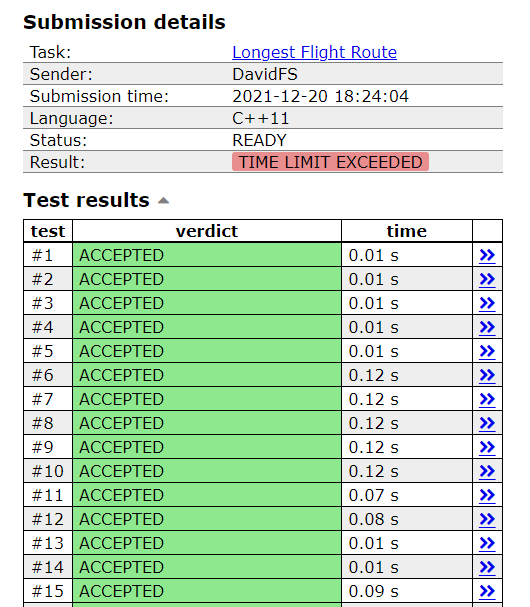 Submission details
Task: Longest Flight Route
Sender: DavidFS
Submission time: 2021-12-20 18:24:04
Language: C++11
Status: READY
Result: TIME LIMIT EXCEEDED
Test results
test verdict time
#1 ACCEPTED 0.01 s
#2 ACCEPTED 0.01 s
#3 ACCEPTED 0.01 s
#4 ACCEPTED 0.01 s
#5 ACCEPTED 0.01 s
#6 ACCEPTED 0.12 s
#7 ACCEPTED 0.12 s
#8 ACCEPTED 0.12 s
#9 ACCEPTED 0.12 s
#10 ACCEPTED 0.12 s
#11 ACCEPTED 0.07 s
#12 ACCEPTED 0.08 s
#13 ACCEPTED 0.01 s
#14 ACCEPTED 0.01 s
#15 ACCEPTED 0.09 s